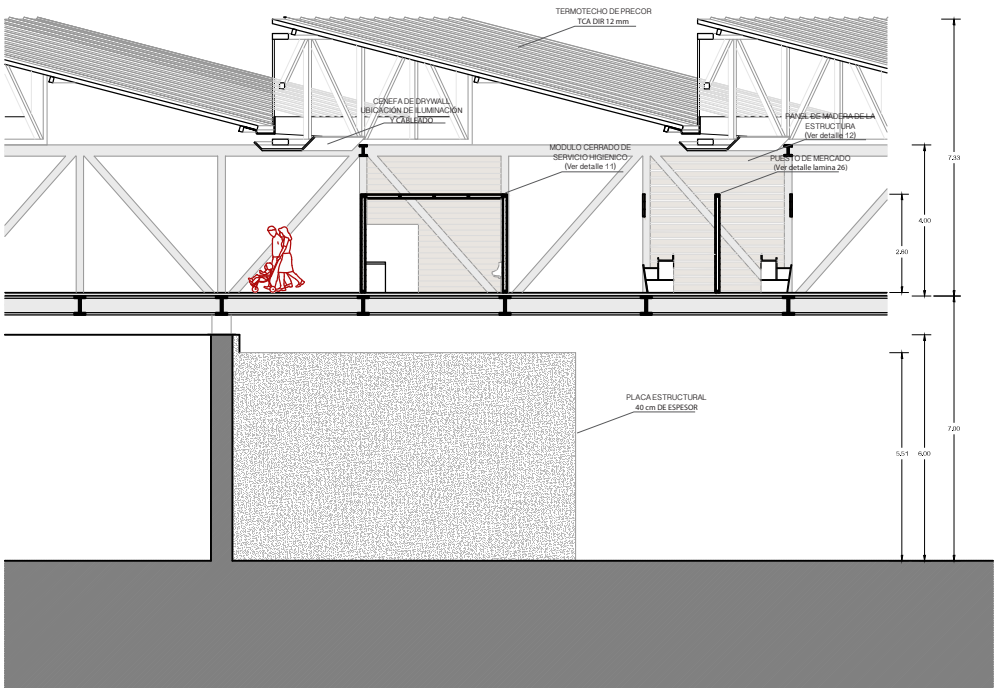 TERMOTECHO DE PRECOR
TCA DIR 12 mm
CENEFA DE DRYWALL
UBICACIÓN DE ILUMINACIÓN
Y CABLEADO
PANEL DE MADERA DE LA
ESTRUCTURA
(Ver detalle 12)
MODULO CERRADO DE
SERVICIO HIGIENICO
(Ver detalle 11)
PUESTO DE MERCADO
(Ver detalle lamina 26)
7.33
4.00
2.60
PLACA ESTRUCTURAL
40 cm DE ESPESOR
7.00
5.51
6.00